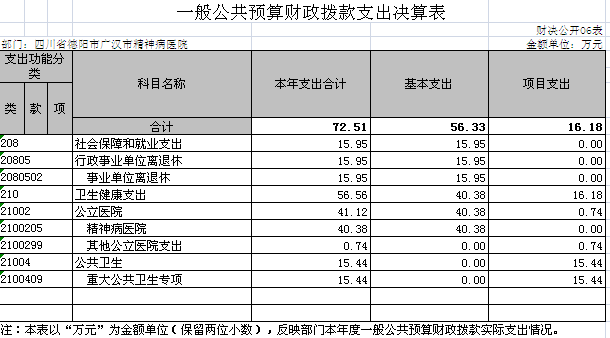 一般公共预算财政拨款支出决算表
财决公开06表
部门：四川省德阳市广汉市精神病医院 金额单位：万元
支出功能分类 科目名称 本年支出合计 基本支出 项目支出
类 款 项
合计 72.51 56.33 16.18
208 社会保障和就业支出 15.95 15.95 0.00
20805 行政事业单位离退休 15.95 15.95 0.00
2080502 事业单位离退休 15.95 15.95 0.00
210 卫生健康支出 56.56 40.38 16.18
21002 公立医院 41.12 40.38 0.74
2100205 精神病医院 40.38 40.38 0.00
2100299 其他公立医院支出 0.74 0.00 0.74
21004 公共卫生 15.44 0.00 15.44
2100409 重大公共卫生专项 15.44 0.00 15.44
注：本表以“万元”为金额单位（保留两位小数），反映部门本年度一般公共预算财政拨款实际支出情况。